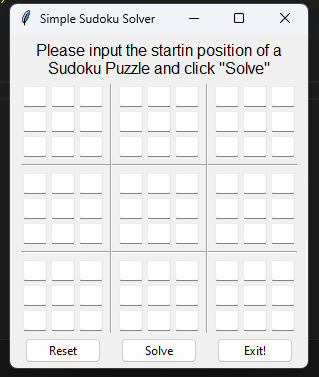 Simple Sudoku Solver
Please input the startin position of a
Sudoku Puzzle and click "Solve"
Reset Solve Exit!